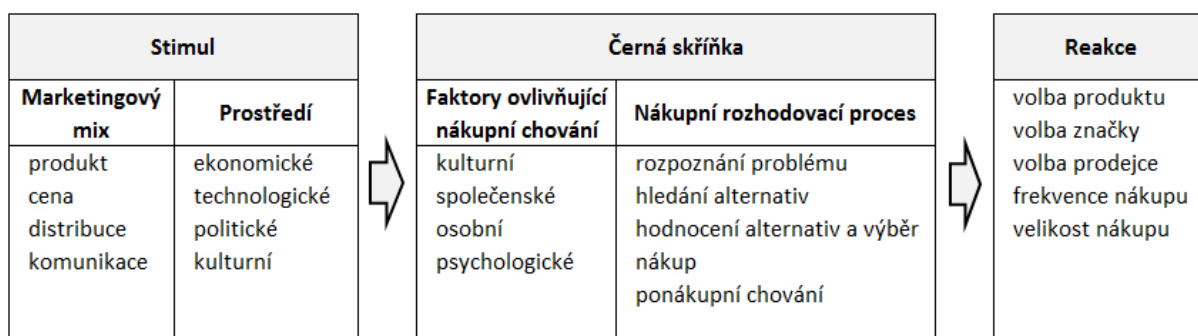 Stimul
Marketingový
mix
Prostředí
produkt
cena
distribuce
komunikace
ekonomické
technologické
politické
kulturní
Černá skříňka
Faktory ovlivňující
nákupní chování
Nákupní rozhodovací proces
kulturní
společenské
osobní
psychologické
rozpoznání problému
hledání alternativ
hodnocení alternativ a výběr
nákup
ponákupní chování
Reakce
volba produktu
volba značky
volba prodejce
frekvence nákupu
velikost nákupu